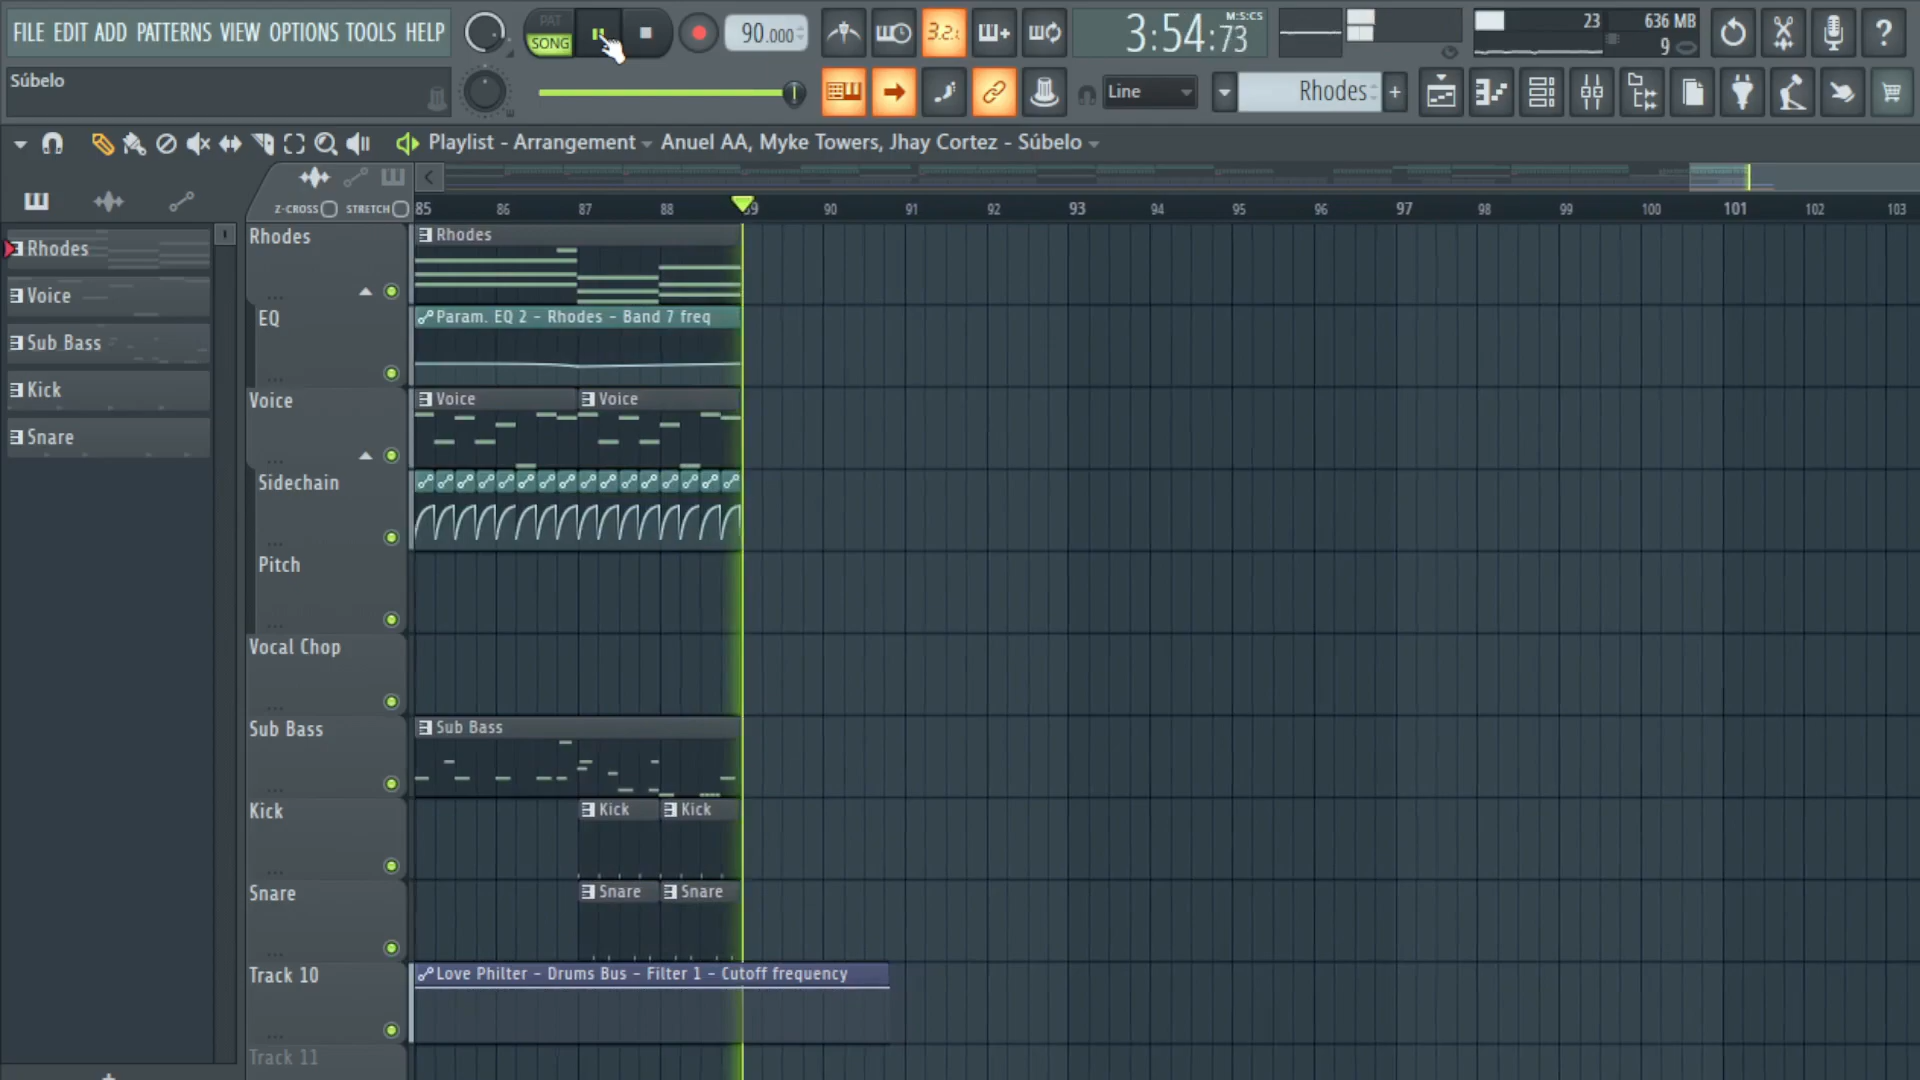 FILE EDIT ADD PATTERNS VIEW OPTIONS TOOLS HELP
PAT
SONG
90.000
3.2.
3:54:73
M:S:CS
23
636 MB
9
?
Súbelo
Line
Rhodes
+
Playlist - Arrangement
Anuel AA, Myke Towers, Jhay Cortez - Súbelo
Z-CROSS
STRETCH
85
86
87
88
89
90
91
92
93
94
95
96
97
98
99
100
101
102
103
Rhodes
Voice
Sub Bass
Kick
Snare
Rhodes
Rhodes
EQ
Param. EQ 2 - Rhodes - Band 7 freq
Voice
Voice
Voice
Sidechain
Pitch
Vocal Chop
Sub Bass
Sub Bass
Kick
Kick
Kick
Snare
Snare
Snare
Track 10
Love Philter - Drums Bus - Filter 1 - Cutoff frequency
Track 11